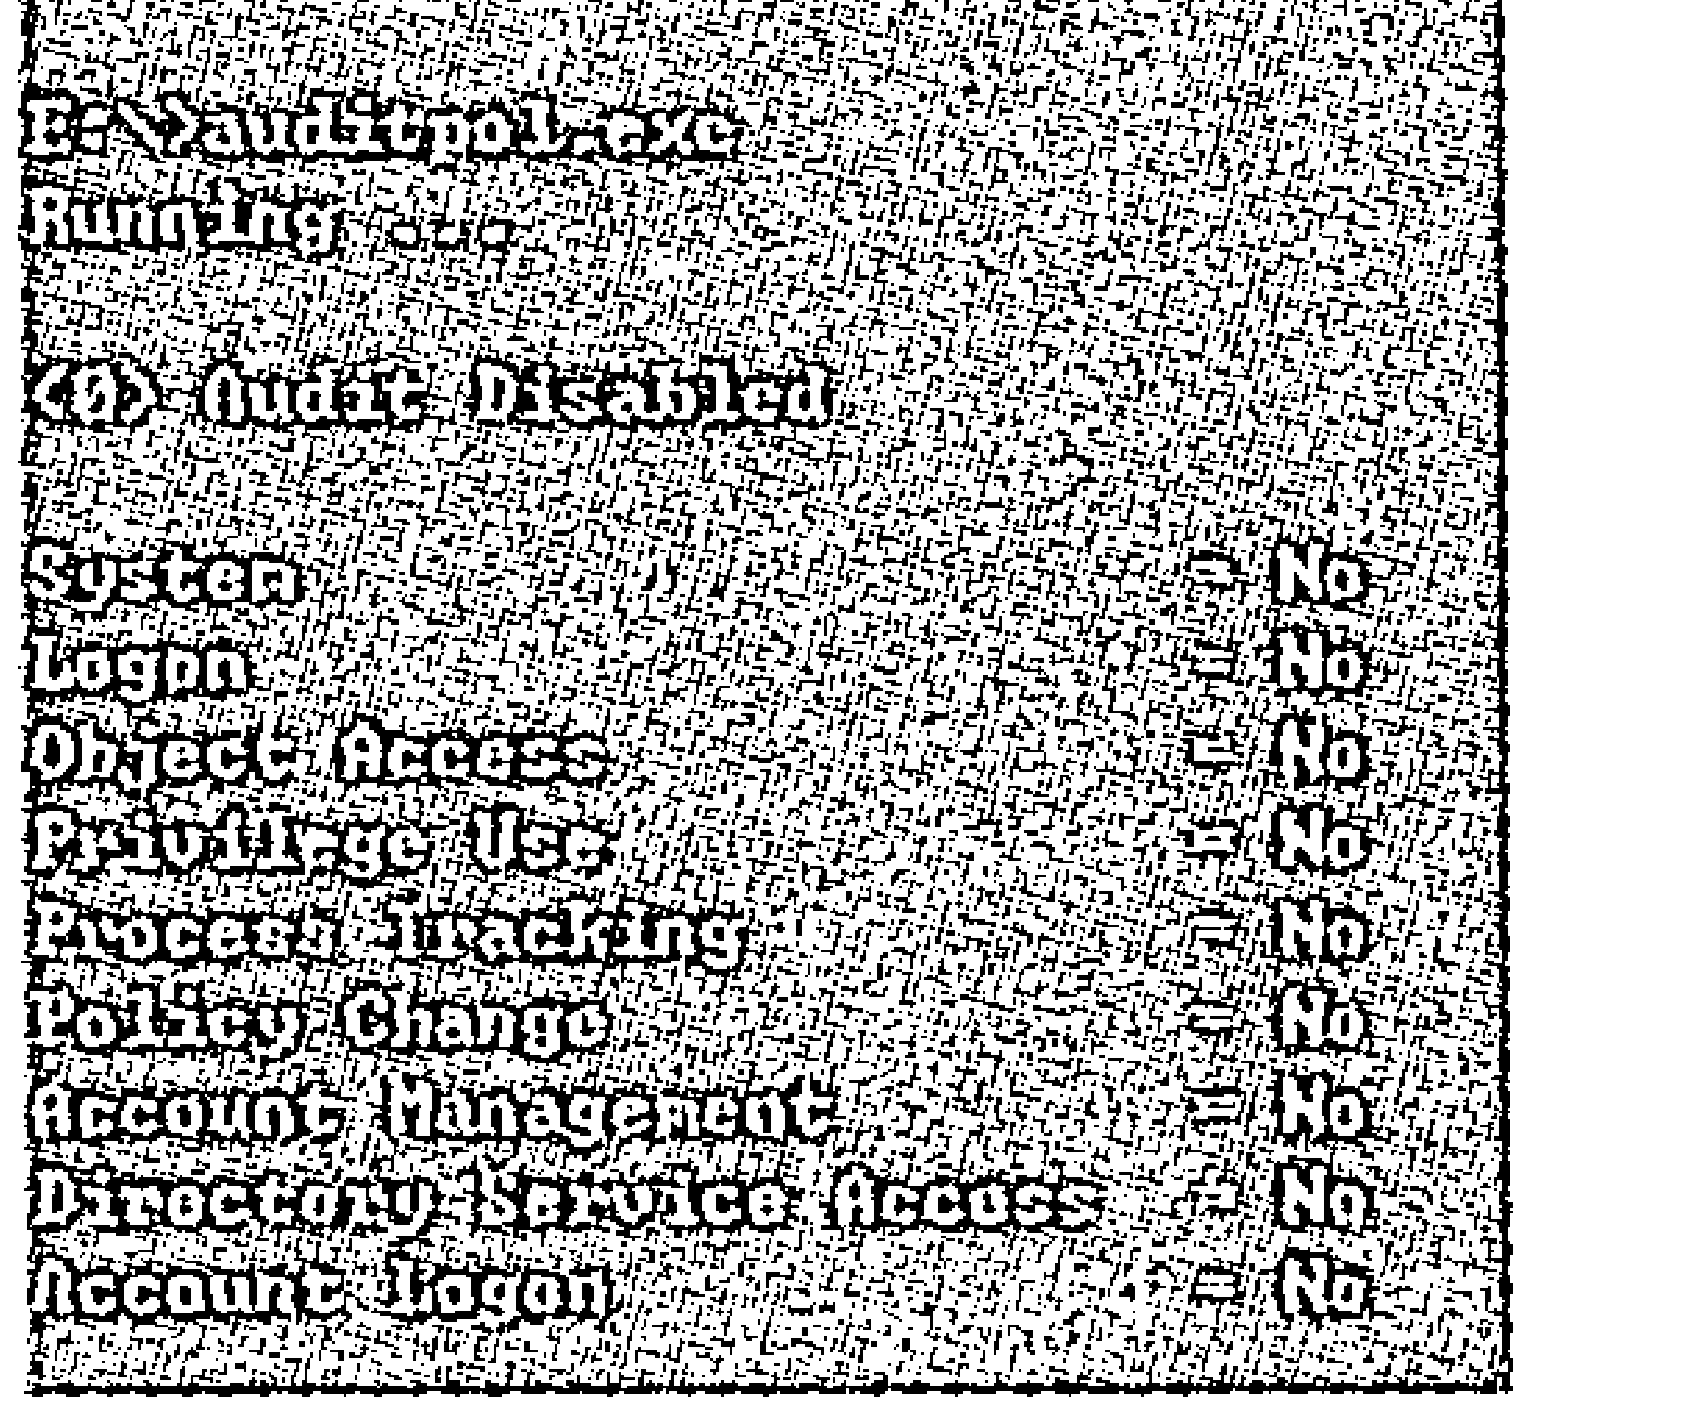 E:\>auditpol.exe
Running ...
(0) Audit Disabled
System = No
Logon = No
Object Access = No
Privilege Use = No
Process Tracking = No
Policy Change = No
Account Management = No
Directory Service Access = No
Account Logon = No